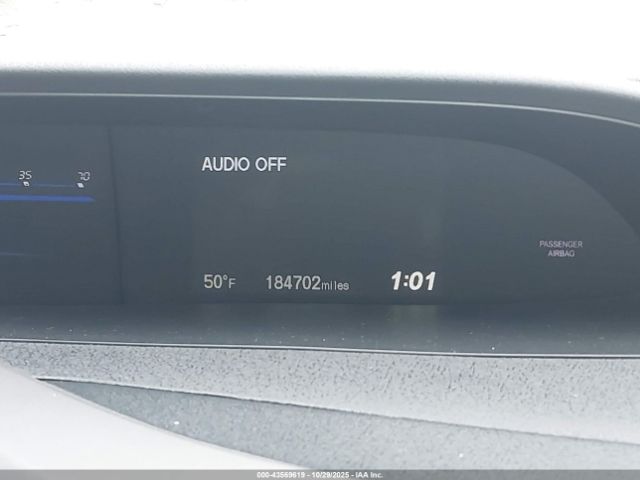 35 70
AUDIO OFF
PASSENGER
AIRBAG
50°F 184702miles 1:01
000-43569619 | 10/29/2025 | IAA Inc.